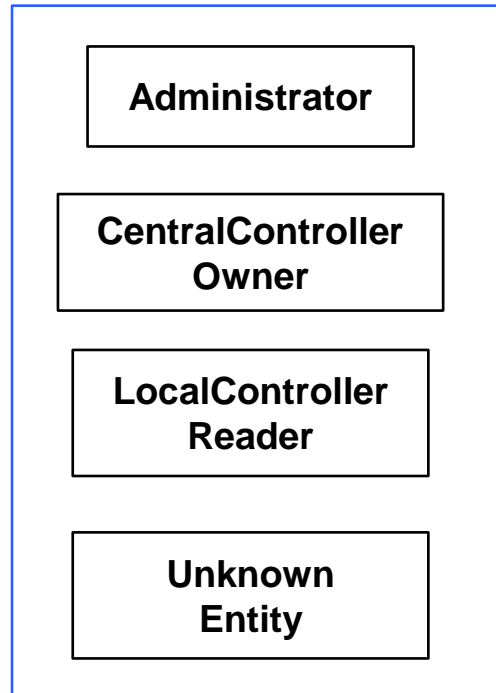 Administrator
CentralController
Owner
LocalController
Reader
Unknown
Entity